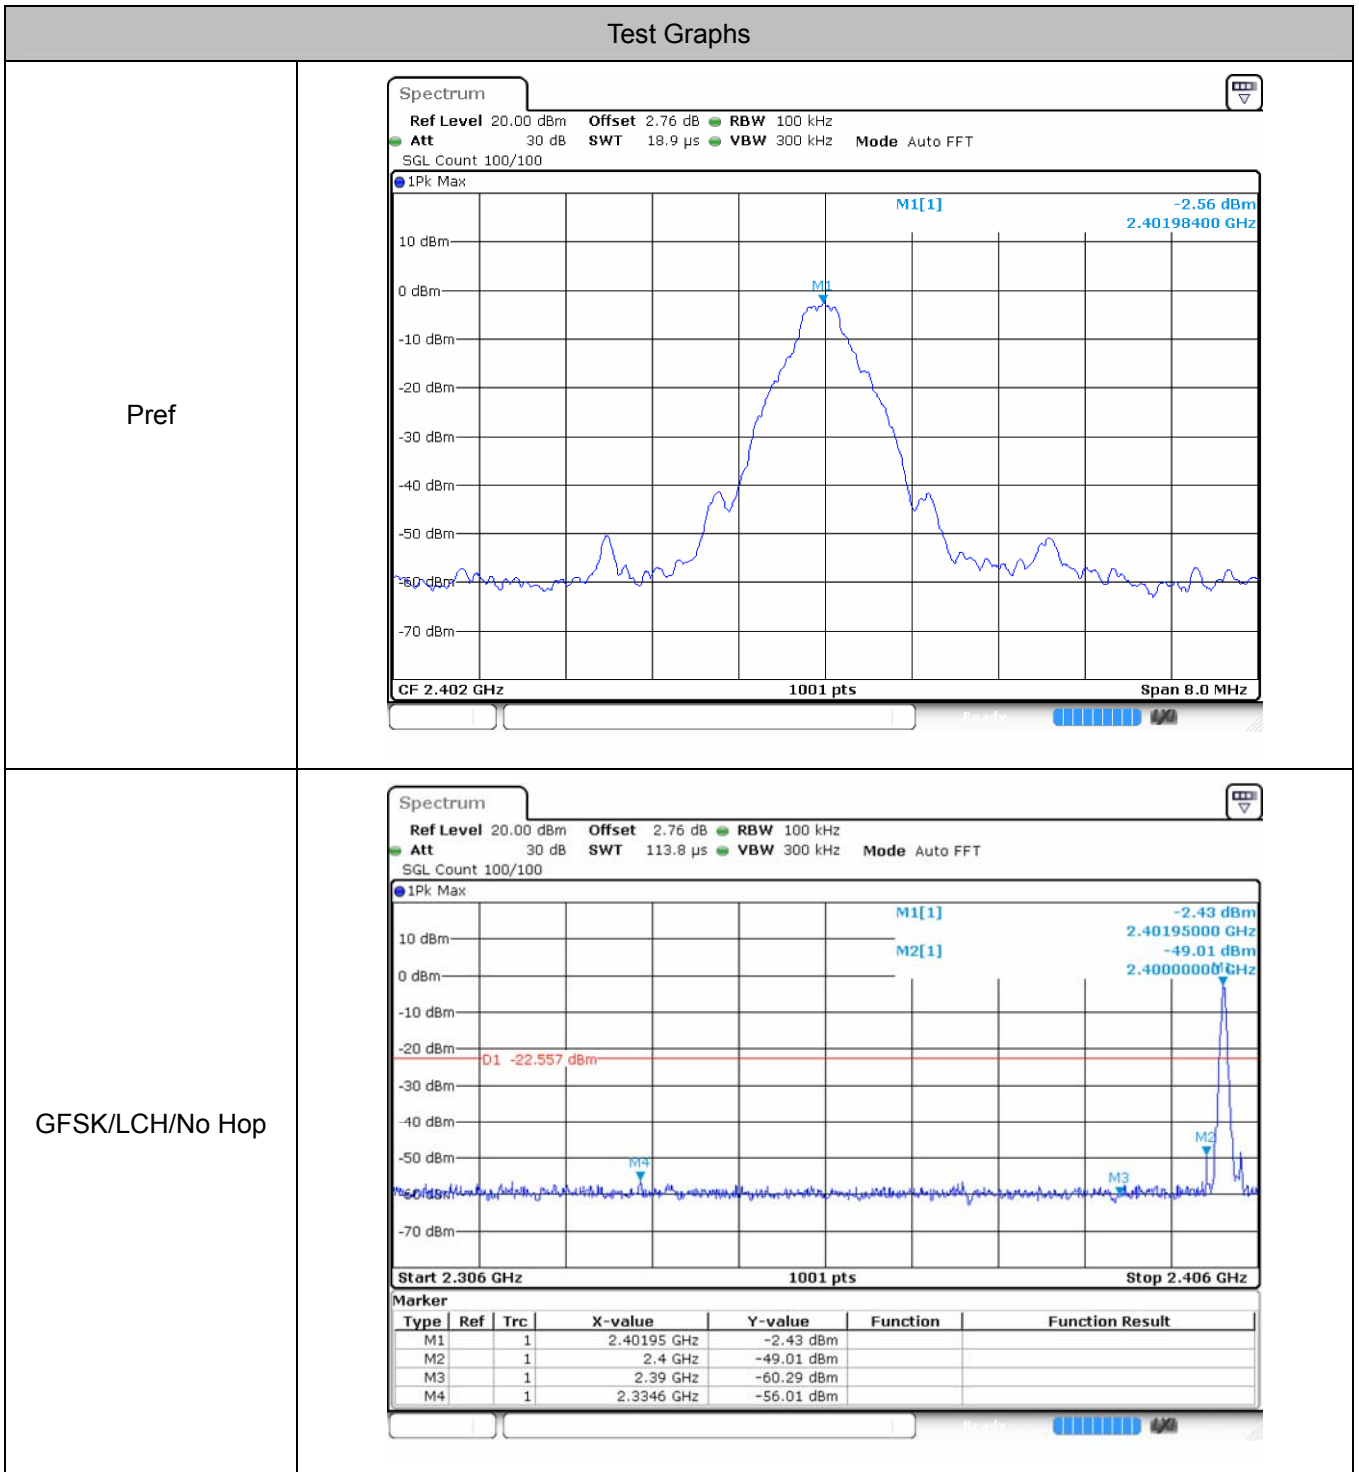 Test Graphs
Pref
Spectrum
Ref Level 20.00 dBm Offset 2.76 dB RBW 100 kHz
Att 30 dB SWT 18.9 µs VBW 300 kHz Mode Auto FFT
SGL Count 100/100
1Pk Max
M1[1] -2.56 dBm
2.40198400 GHz
10 dBm
M1
0 dBm
-10 dBm
-20 dBm
-30 dBm
-40 dBm
-50 dBm
-60 dBm
-70 dBm
CF 2.402 GHz 1001 pts Span 8.0 MHz
Ready
GFSK/LCH/No Hop
Spectrum
Ref Level 20.00 dBm Offset 2.76 dB RBW 100 kHz
Att 30 dB SWT 113.8 µs VBW 300 kHz Mode Auto FFT
SGL Count 100/100
1Pk Max
M1[1] -2.43 dBm
2.40195000 GHz
10 dBm
M2[1] -49.01 dBm
2.40000000 GHz
M1
0 dBm
-10 dBm
-20 dBm
D1 -22.557 dBm
-30 dBm
-40 dBm
M2
-50 dBm
M4
M3
-60 dBm
-70 dBm
Start 2.306 GHz 1001 pts Stop 2.406 GHz
Marker
Type Ref Trc X-value Y-value Function Function Result
M1 1 2.40195 GHz -2.43 dBm
M2 1 2.4 GHz -49.01 dBm
M3 1 2.39 GHz -60.29 dBm
M4 1 2.3346 GHz -56.01 dBm
Ready